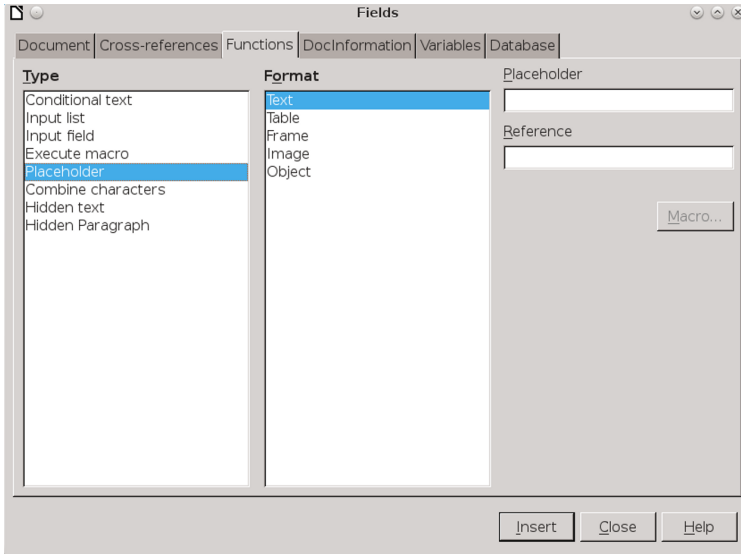 Fields
Document Cross-references Functions DocInformation Variables Database
Type
Conditional text
Input list
Input field
Execute macro
Placeholder
Combine characters
Hidden text
Hidden Paragraph
Format
Text
Table
Frame
Image
Object
Placeholder
Reference
Macro...
Insert Close Help